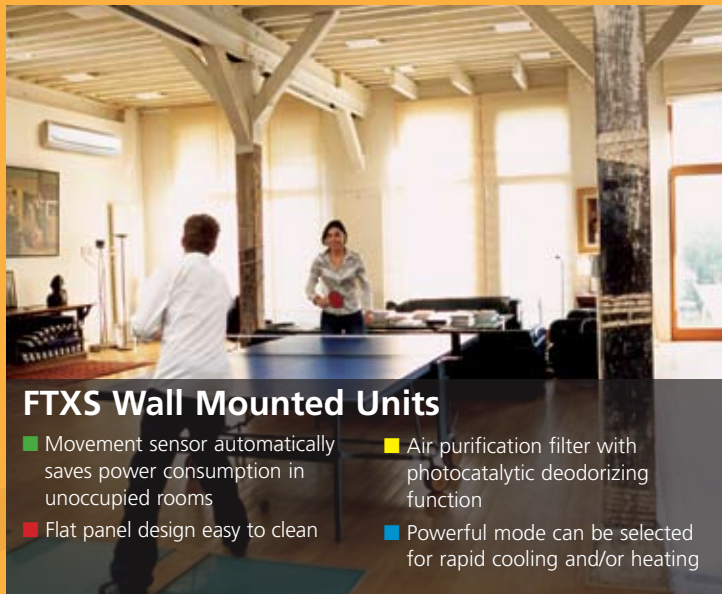 FTXS Wall Mounted Units
Movement sensor automatically
saves power consumption in
unoccupied rooms
Flat panel design easy to clean
Air purification filter with
photocatalytic deodorizing
function
Powerful mode can be selected
for rapid cooling and/or heating